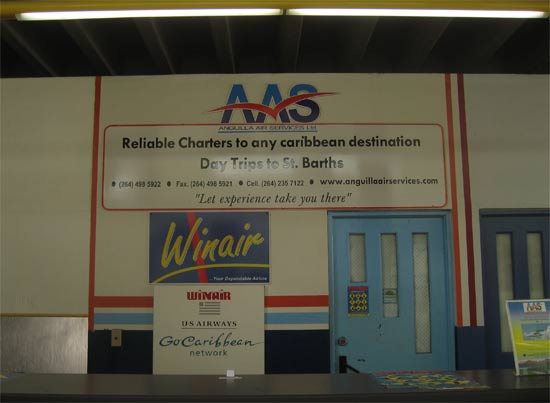 AAS
ANGUILLA AIR SERVICES Ltd.
Reliable Charters to any caribbean destination
Day Trips to St. Barths
• (264) 498 5922 • Fax. (264) 498 5921 • Cell. (264) 235 7122 • www.anguillaairservices.com
"Let experience take you there"
Winair
...Your Dependable Airline
WINAIR
U·S AIRWAYS
GoCaribbean
network
AAS